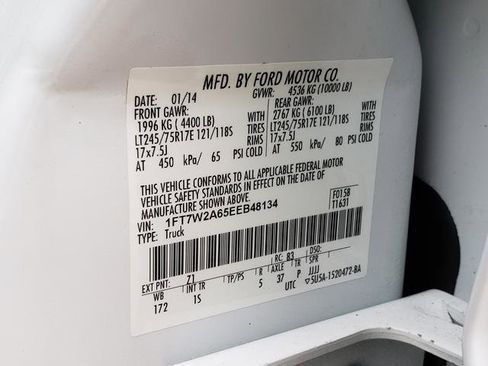 MFD. BY FORD MOTOR CO.
DATE: 01/14 GVWR: 4536 KG (10000 LB)
FRONT GAWR: REAR GAWR:
1996 KG ( 4400 LB) WITH 2767 KG ( 6100 LB) WITH
LT245/75R17E 121/118S TIRES LT245/75R17E 121/118S TIRES
17x7.5J RIMS 17x7.5J RIMS
AT 450 kPa/ 65 PSI COLD AT 550 kPa/ 80 PSI COLD
THIS VEHICLE CONFORMS TO ALL APPLICABLE FEDERAL MOTOR
VEHICLE SAFETY STANDARDS IN EFFECT ON THE DATE OF
MANUFACTURE SHOWN ABOVE.
VIN: 1FT7W2A65EEB48134 F0158
TYPE: Truck T1631
EXT PNT: Z1 RC: 83 DSO:
WB INT TR TP/PS R AXLE TR SPR
172 1S 5 37 P JJJJ
UTC 5U5A-1520472-BA